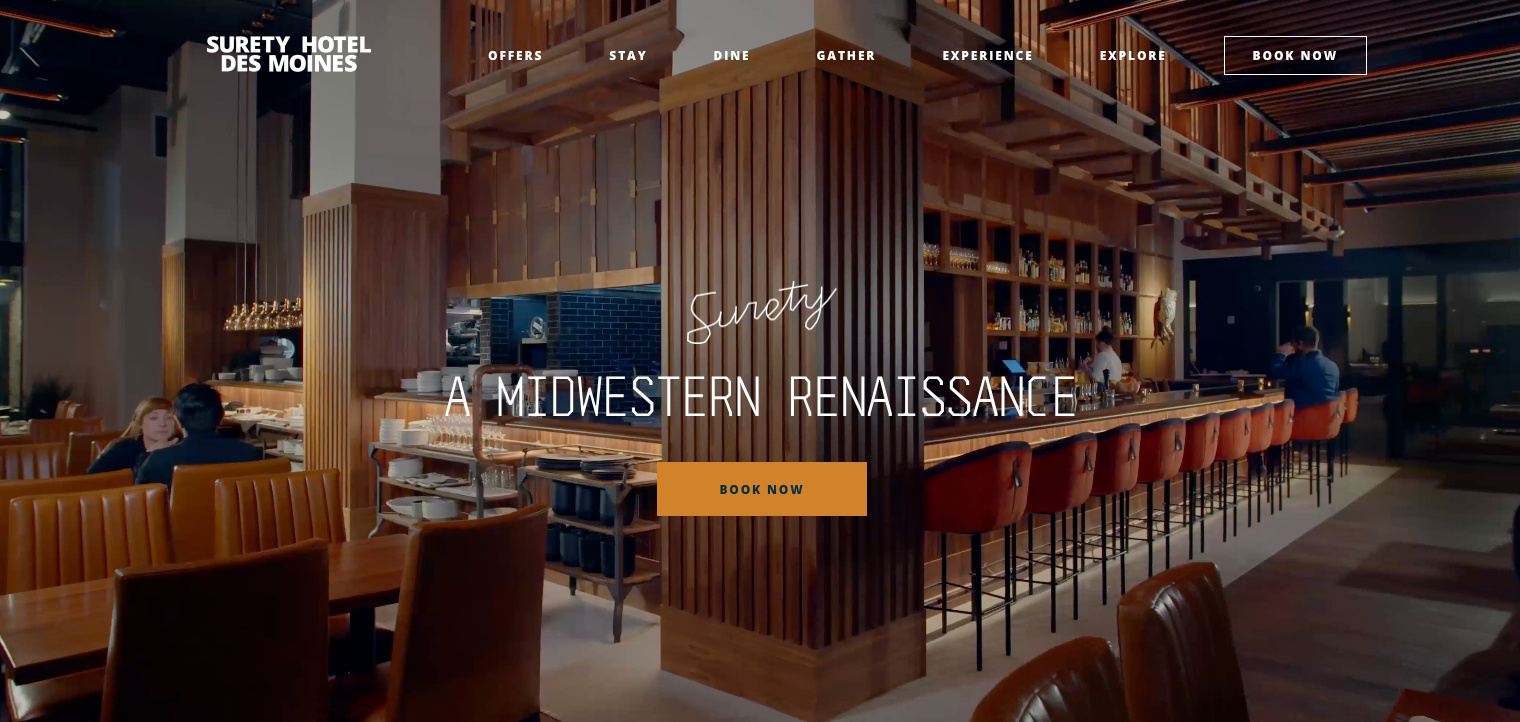 SURETY HOTEL
DES MOINES
OFFERS
STAY
DINE
GATHER
EXPERIENCE
EXPLORE
BOOK NOW
Surety
A MIDWESTERN RENAISSANCE
BOOK NOW